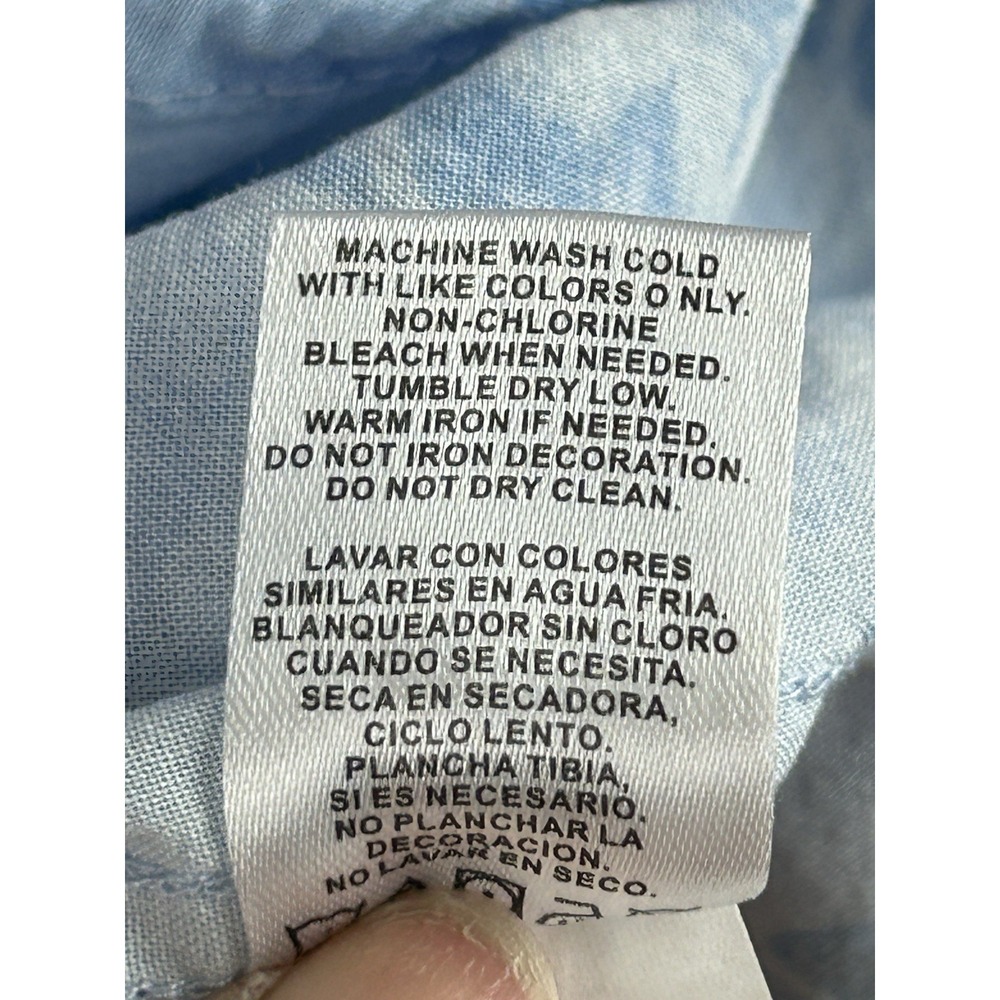 MACHINE WASH COLD
WITH LIKE COLORS O NLY.
NON-CHLORINE
BLEACH WHEN NEEDED.
TUMBLE DRY LOW.
WARM IRON IF NEEDED.
DO NOT IRON DECORATION.
DO NOT DRY CLEAN.
LAVAR CON COLORES
SIMILARES EN AGUA FRIA.
BLANQUEADOR SIN CLORO
CUANDO SE NECESITA.
SECA EN SECADORA,
CICLO LENTO.
PLANCHA TIBIA,
SI ES NECESARIO.
NO PLANCHAR LA
DECORACION.
NO LAVAR EN SECO.